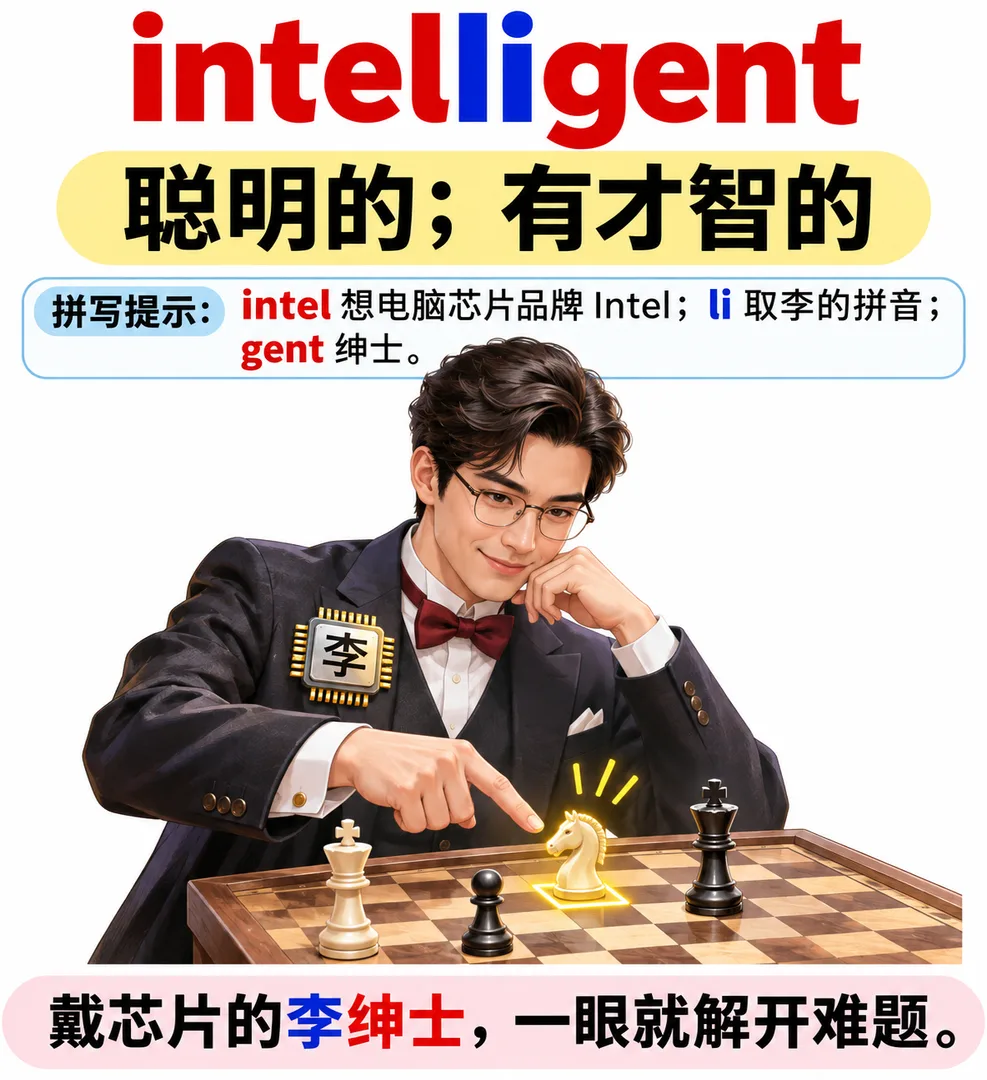 intelligent
聪明的；有才智的
拼写提示： intel 想电脑芯片品牌 Intel；li 取李的拼音；
gent 绅士。
李
戴芯片的李绅士，一眼就解开难题。